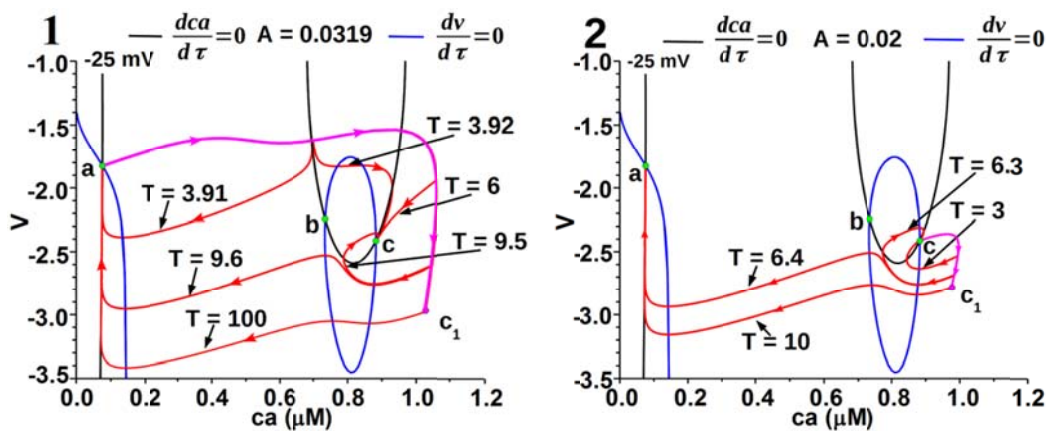 1 dca/dτ=0 A = 0.0319 dv/dτ=0
-25 mV
-1.0
-1.5
-2.0
-2.5
-3.0
-3.5
V
a
b
c
c1
T = 3.92
T = 3.91
T = 6
T = 9.5
T = 9.6
T = 100
0.0 0.2 0.4 0.6 0.8 1.0 1.2
ca (μM)
2 dca/dτ=0 A = 0.02 dv/dτ=0
-25 mV
-1.0
-1.5
-2.0
-2.5
-3.0
-3.5
V
a
b
c
c1
T = 6.3
T = 3
T = 6.4
T = 10
0.0 0.2 0.4 0.6 0.8 1.0 1.2
ca (μM)